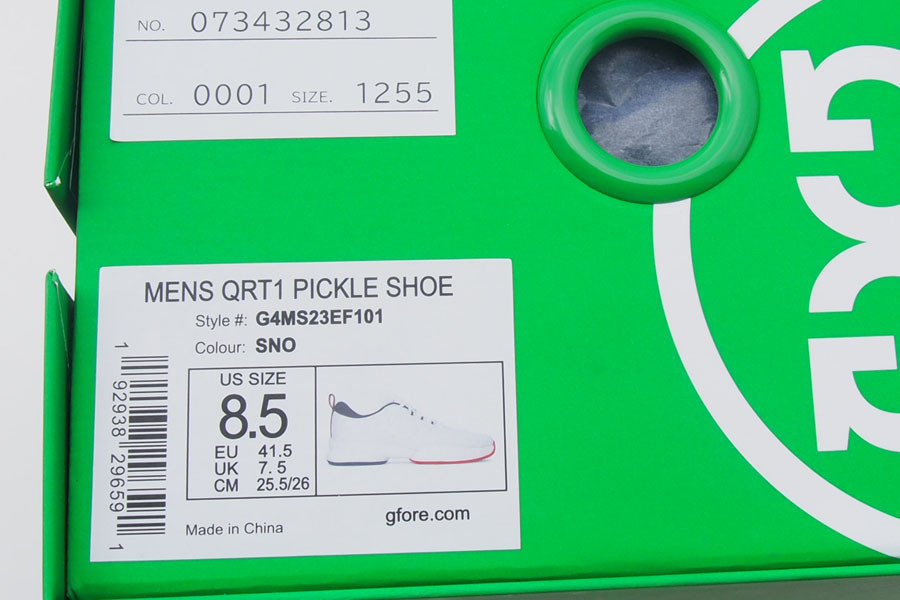 NO. 073432813
COL. 0001 SIZE. 1255
MENS QRT1 PICKLE SHOE
Style #: G4MS23EF101
Colour: SNO
US SIZE
8.5
EU 41.5
UK 7.5
CM 25.5/26
Made in China
gfore.com
1 92938 29659 1